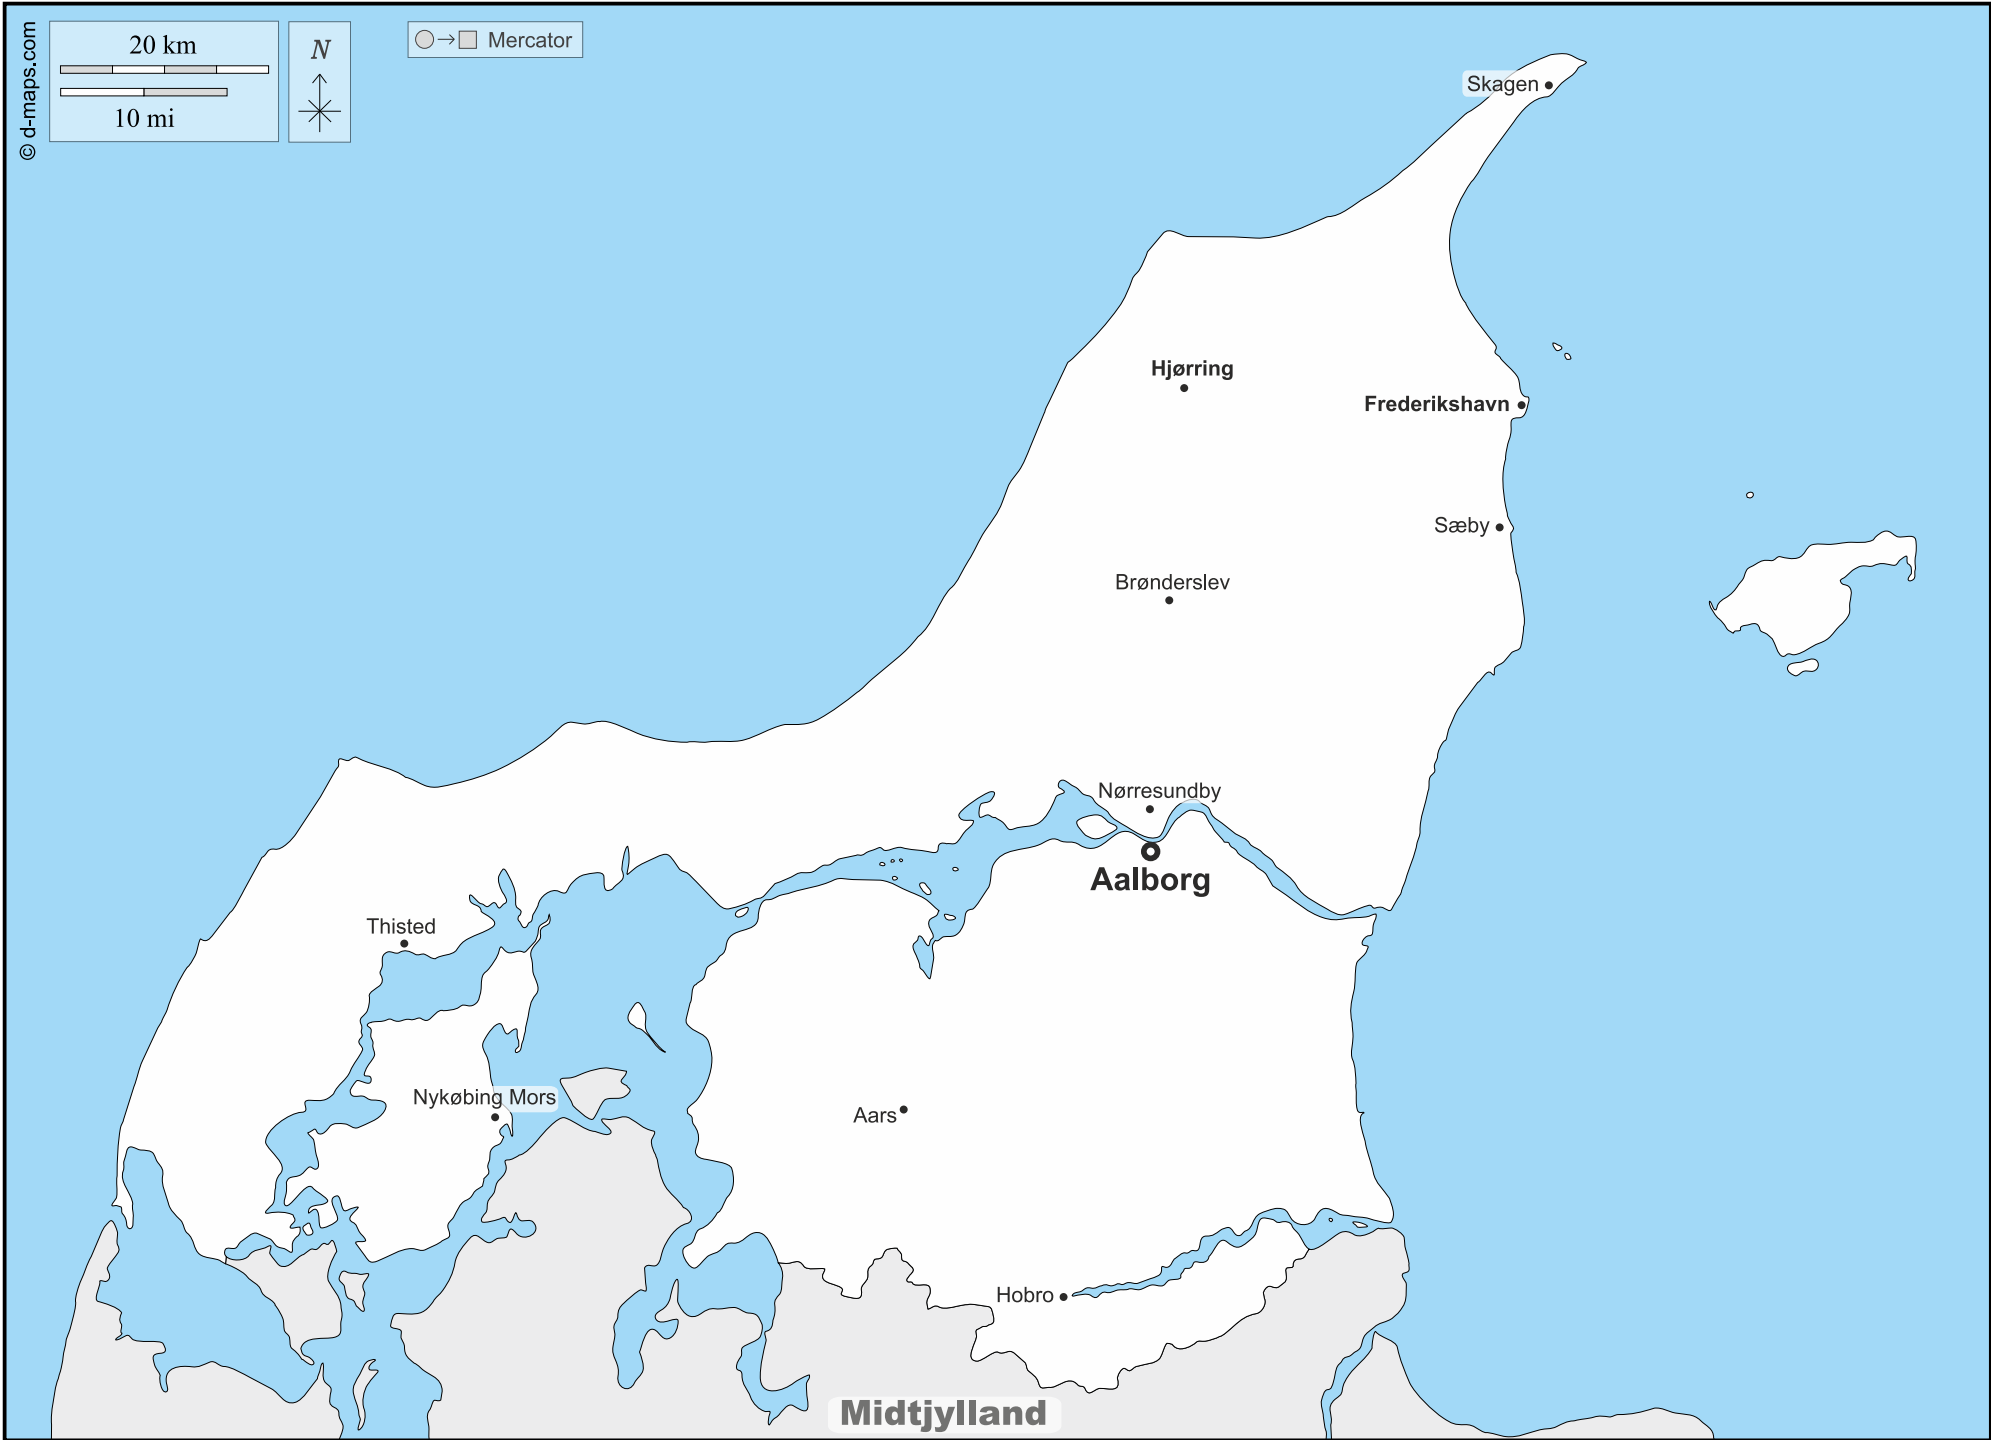 © d-maps.com
20 km
10 mi
N
Mercator
Skagen
Hjørring
Frederikshavn
Sæby
Brønderslev
Nørresundby
Aalborg
Thisted
Nykøbing Mors
Aars
Hobro
Midtjylland